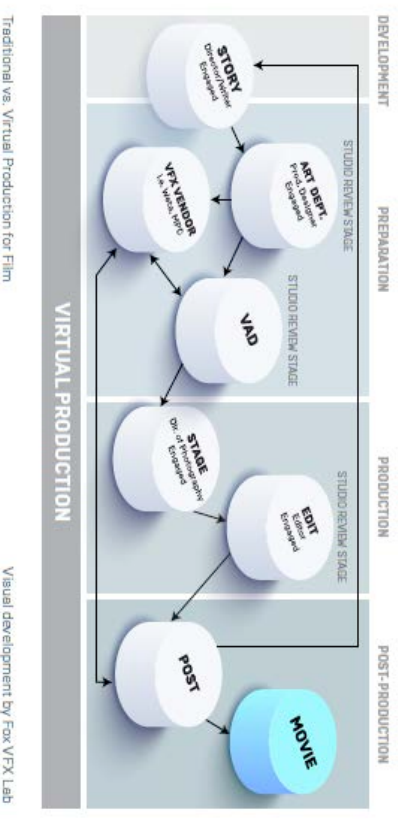 DEVELOPMENT
PREPARATION
PRODUCTION
POST-PRODUCTION
STUDIO REVIEW STAGE
STUDIO REVIEW STAGE
STUDIO REVIEW STAGE
STORY
Director/Writer
Engaged
ART DEPT.
Prod. Designer
Engaged
VFX VENDOR
i.e. Weta, MPC
VAD
STAGE
Dir. of Photography
Engaged
EDIT
Editor
Engaged
POST
MOVIE
VIRTUAL PRODUCTION
Traditional vs. Virtual Production for Film
Visual development by Fox VFX Lab